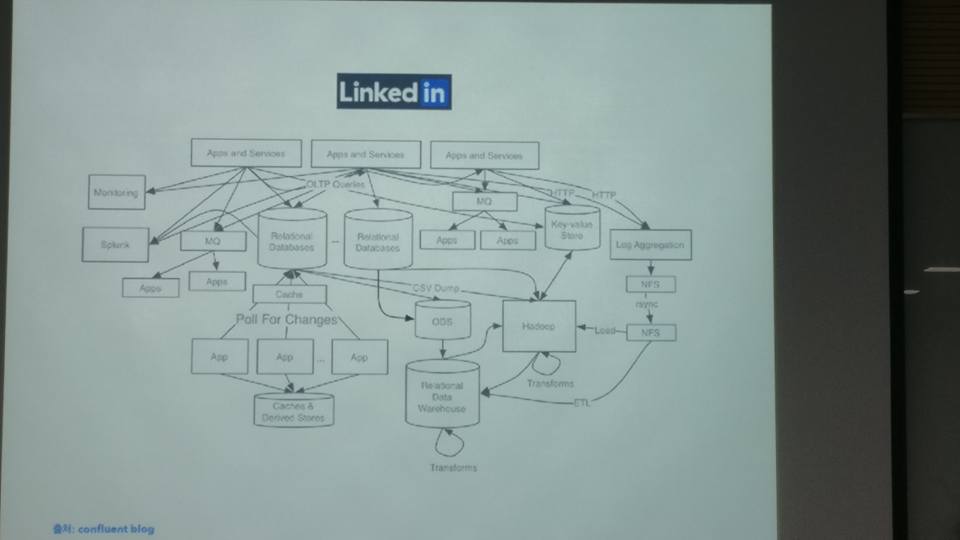 Linked in
Apps and Services
Apps and Services
Apps and Services
Monitoring
OLTP Queries
HTTP
HTTP
MQ
Splunk
MQ
Relational
Databases
...
Relational
Databases
Apps
Apps
Key-value
Store
Log Aggregation
Apps
Apps
Cache
CSV Dump
NFS
rsync
Poll For Changes
ODS
Hadoop
Load
NFS
App
App
...
App
Transforms
Caches &
Derived Stores
Relational
Data
Warehouse
ETL
Transforms
출처: confluent blog